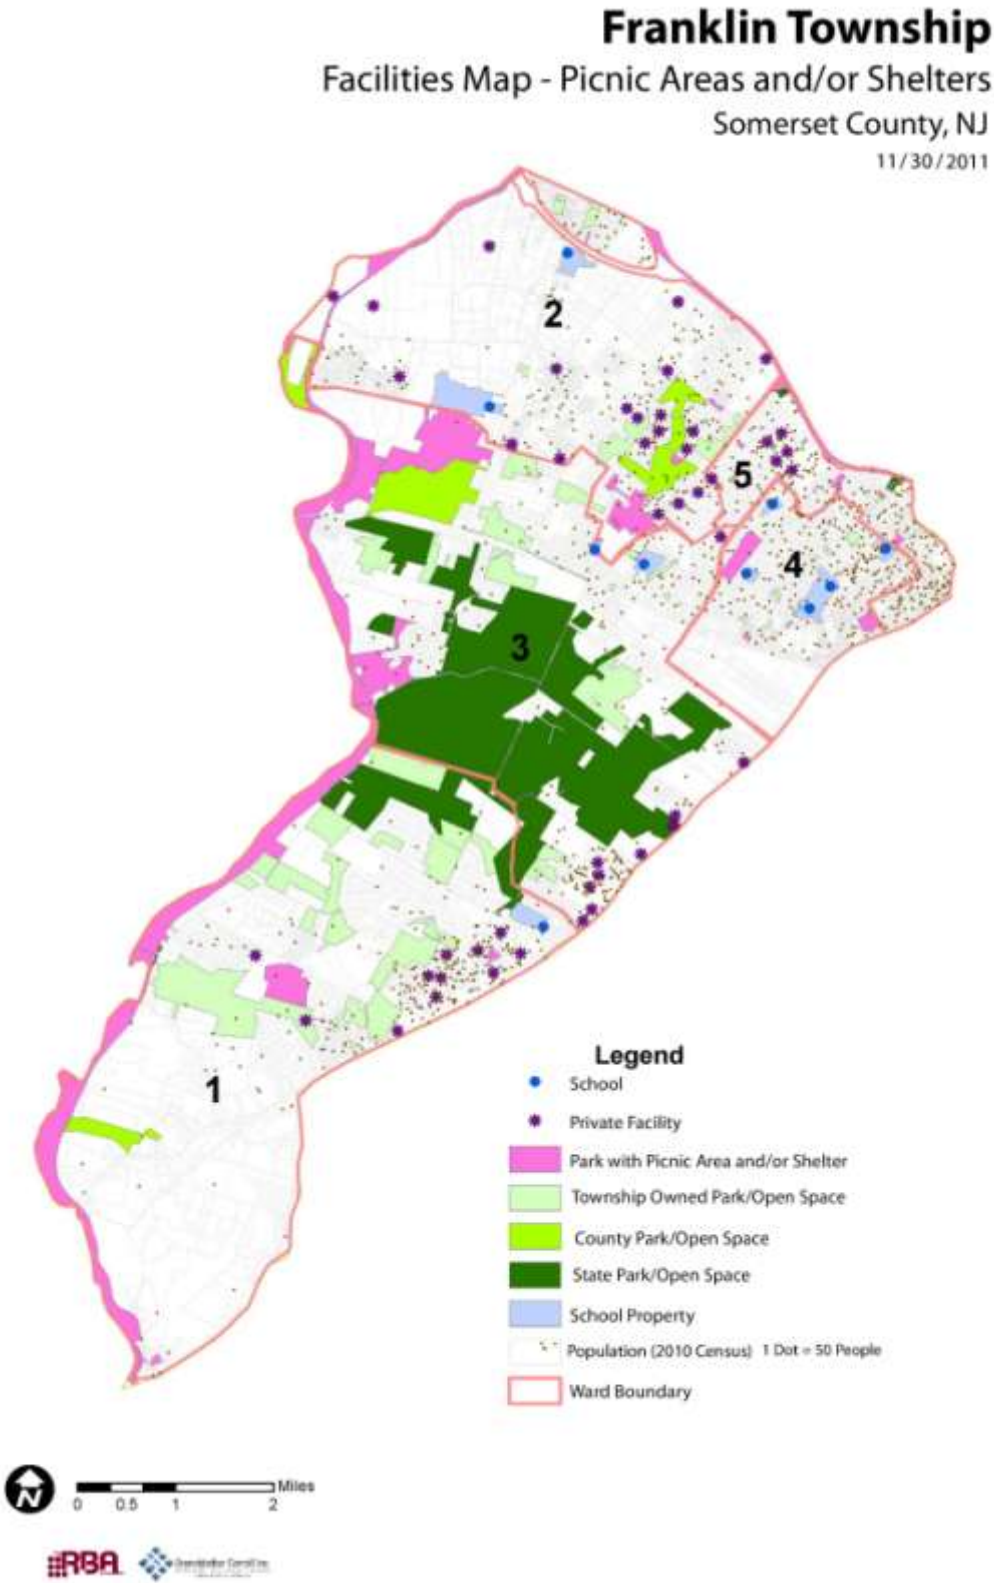 Franklin Township
Facilities Map - Picnic Areas and/or Shelters
Somerset County, NJ
11/30/2011
2
5
4
3
1
Legend
School
Private Facility
Park with Picnic Area and/or Shelter
Township Owned Park/Open Space
County Park/Open Space
State Park/Open Space
School Property
Population (2010 Census) 1 Dot = 50 People
Ward Boundary
N
Miles
0 0.5 1 2
RBA